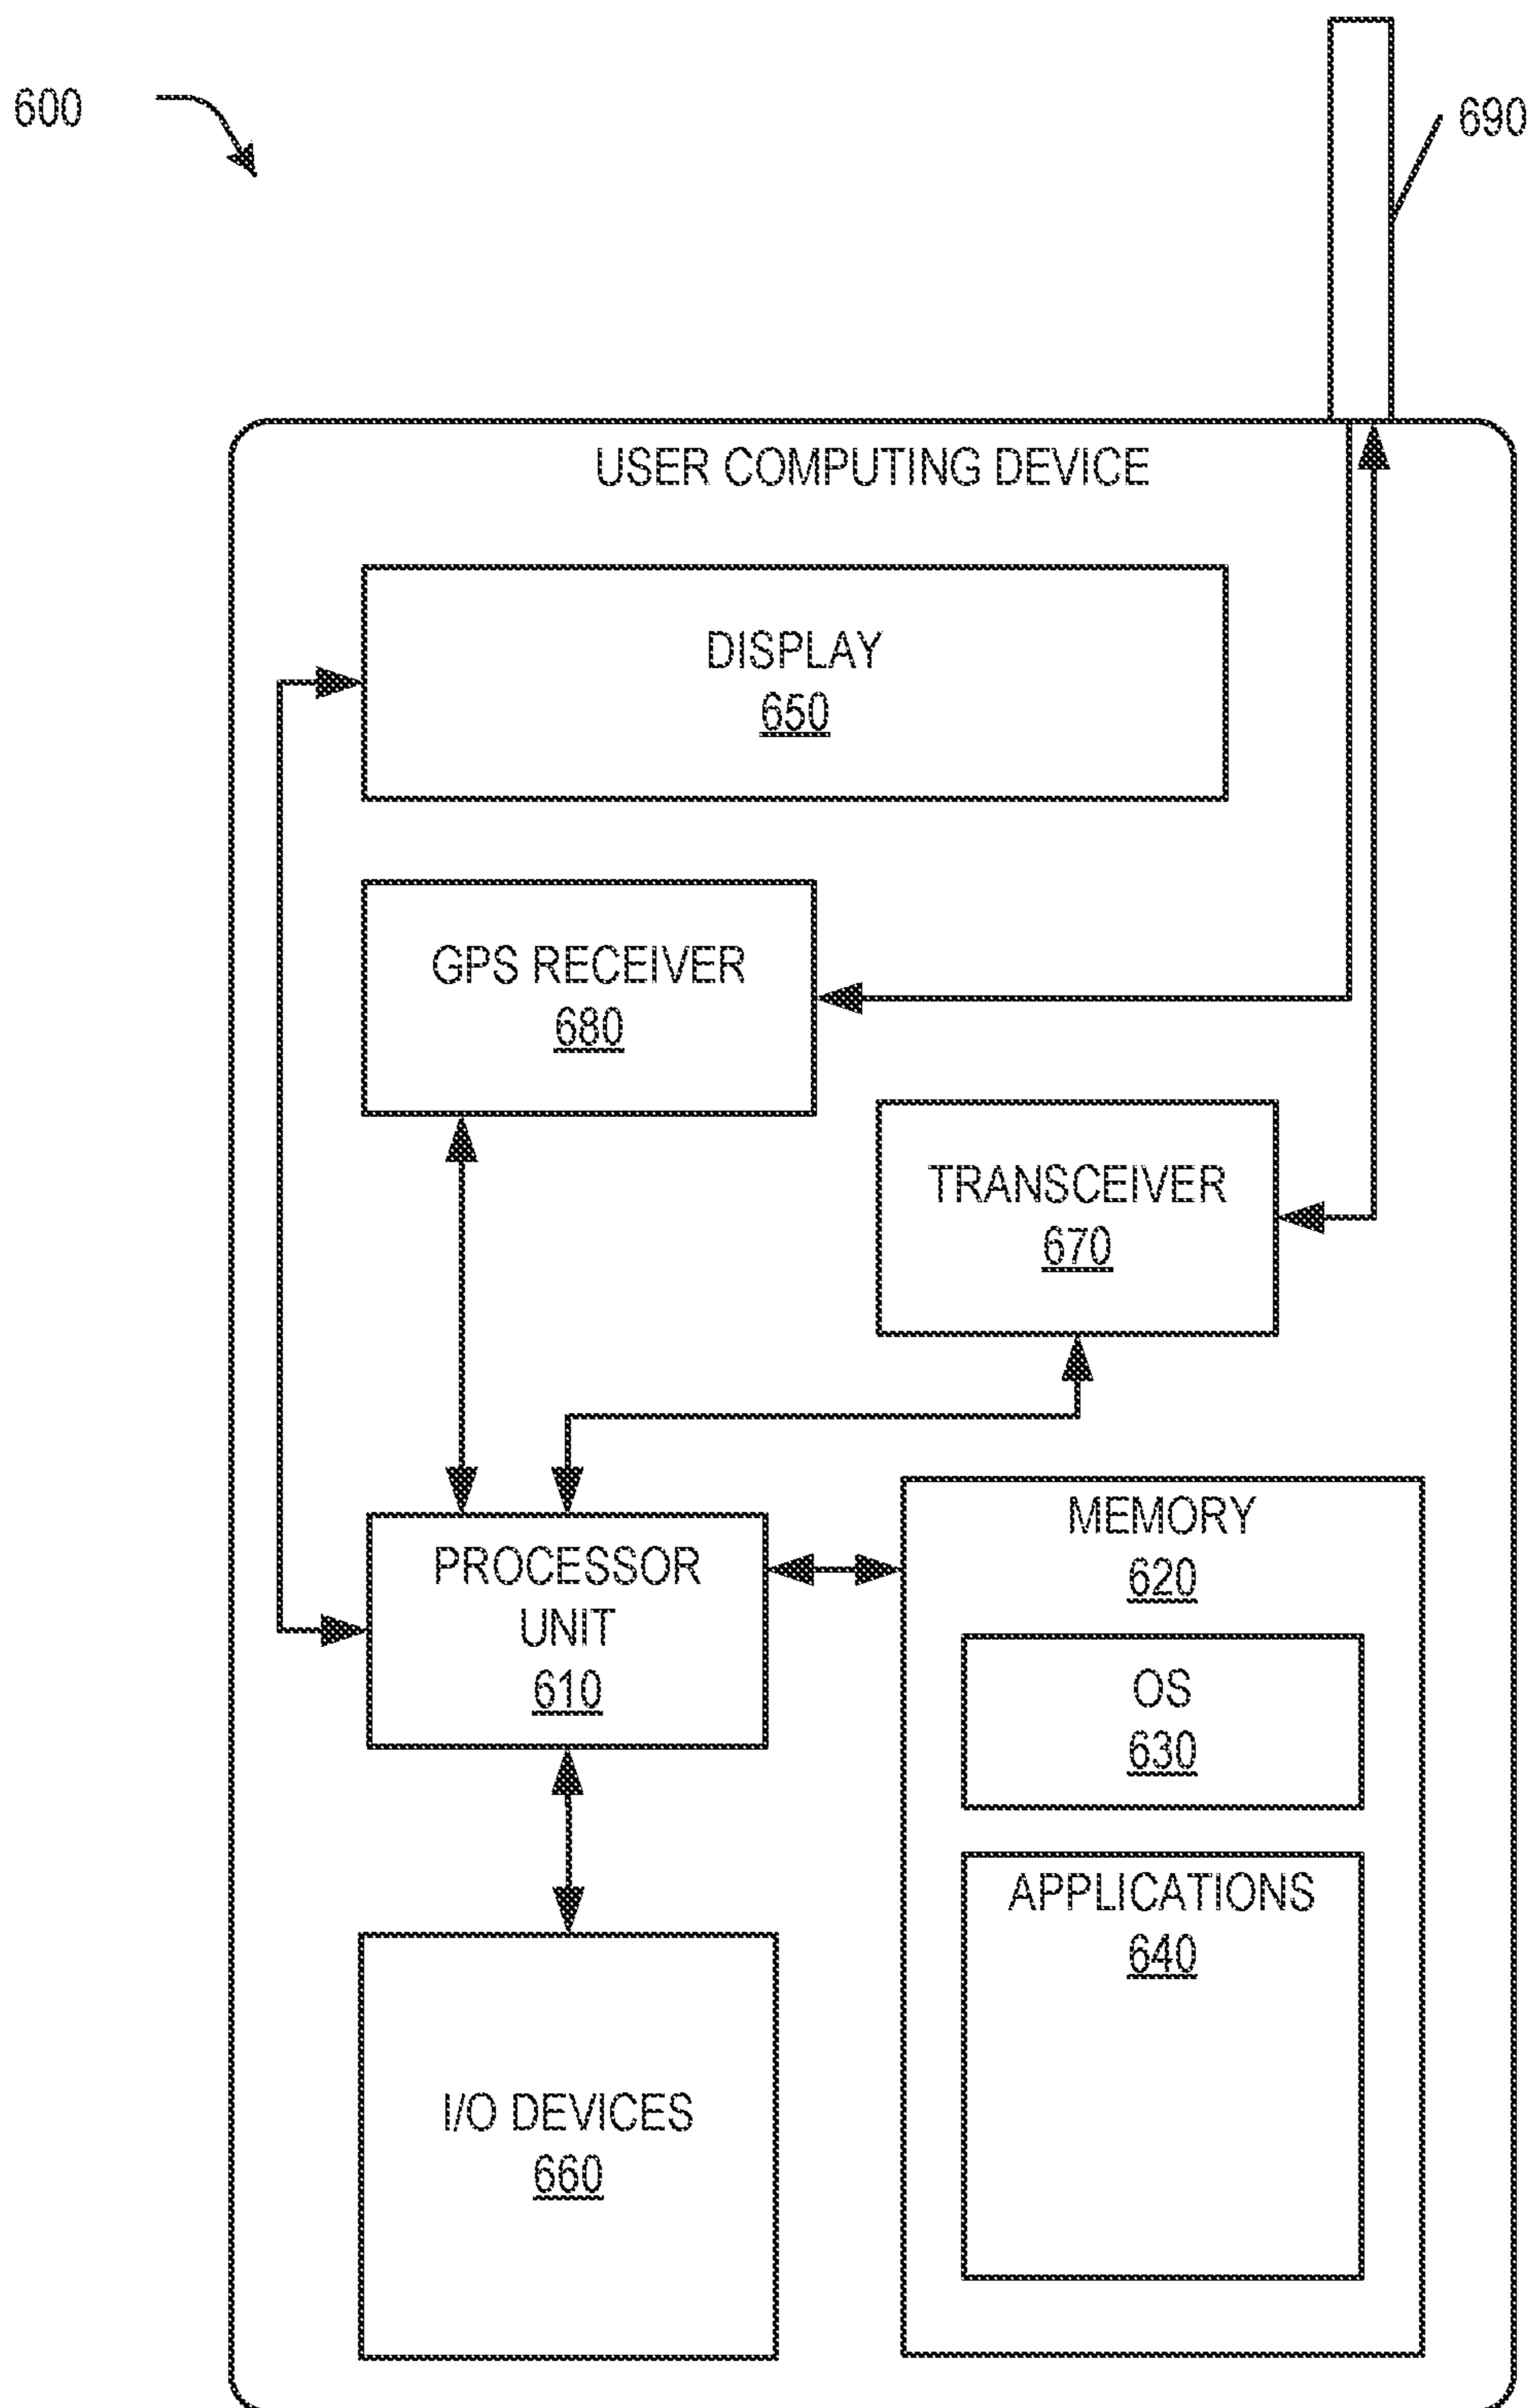 600
690
USER COMPUTING DEVICE
DISPLAY
650
GPS RECEIVER
680
TRANSCEIVER
670
PROCESSOR
UNIT
610
MEMORY
620
OS
630
APPLICATIONS
640
I/O DEVICES
660